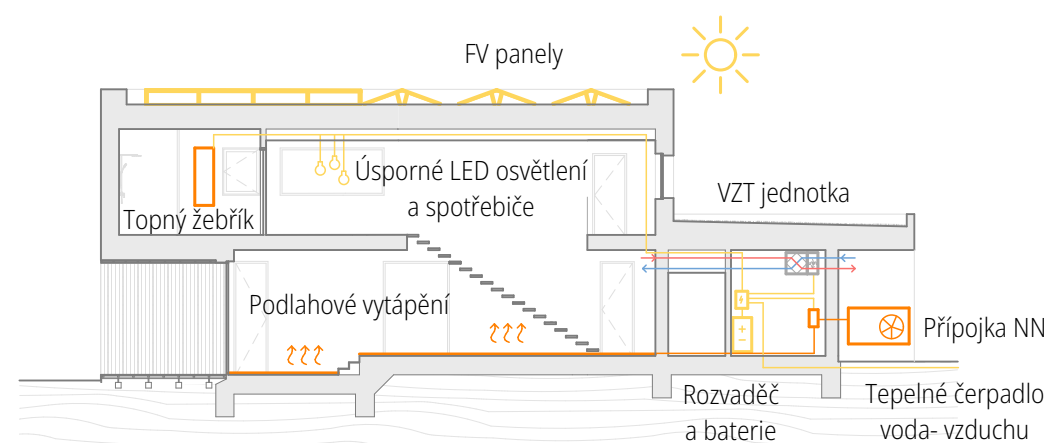 FV panely
Úsporné LED osvětlení
a spotřebiče
Topný žebřík
VZT jednotka
Podlahové vytápění
Přípojka NN
Rozvaděč
a baterie
Tepelné čerpadlo
voda- vzduchu